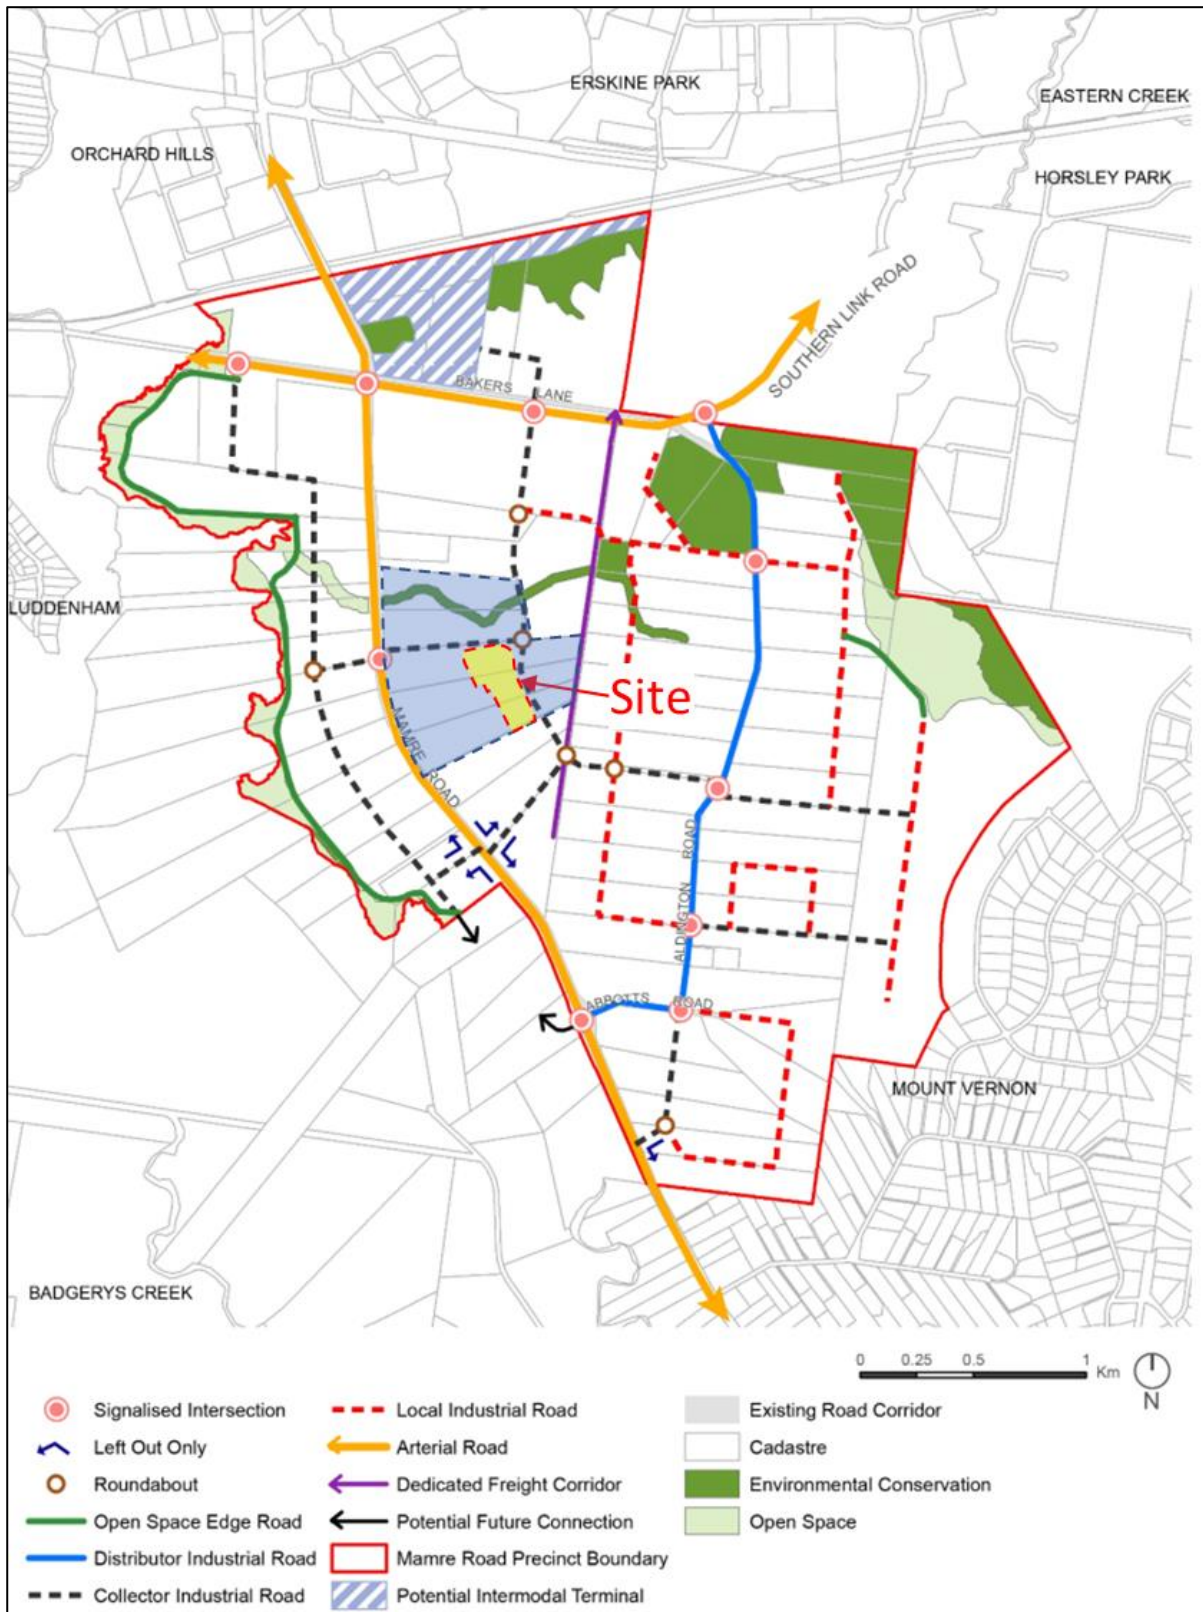 ERSKINE PARK
EASTERN CREEK
ORCHARD HILLS
HORSLEY PARK
SOUTHERN LINK ROAD
BAKERS LANE
LUDDENHAM
Site
MAMRE ROAD
ALDINGTON ROAD
ABBOTTS ROAD
MOUNT VERNON
BADGERYS CREEK
0 0.25 0.5 1 Km
N
Signalised Intersection
Left Out Only
Roundabout
Open Space Edge Road
Distributor Industrial Road
Collector Industrial Road
Local Industrial Road
Arterial Road
Dedicated Freight Corridor
Potential Future Connection
Mamre Road Precinct Boundary
Potential Intermodal Terminal
Existing Road Corridor
Cadastre
Environmental Conservation
Open Space